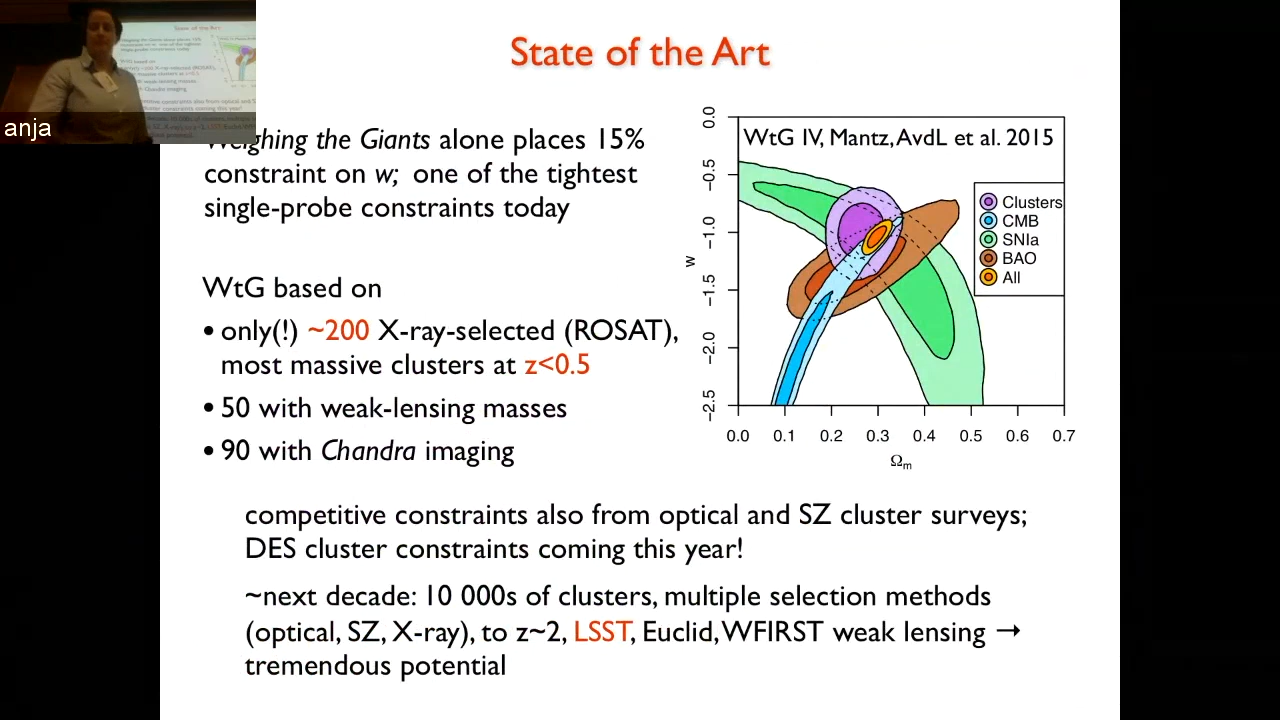 State of the Art
anja
Weighing the Giants alone places 15%
constraint on w; one of the tightest
single-probe constraints today
WtG based on
• only(!) ~200 X-ray-selected (ROSAT),
most massive clusters at z<0.5
• 50 with weak-lensing masses
• 90 with Chandra imaging
WtG IV, Mantz, AvdL et al. 2015
Clusters
CMB
SNIa
BAO
All
w
0.0
−0.5
−1.0
−1.5
−2.0
−2.5
0.0 0.1 0.2 0.3 0.4 0.5 0.6 0.7
Ωm
competitive constraints also from optical and SZ cluster surveys;
DES cluster constraints coming this year!
~next decade: 10 000s of clusters, multiple selection methods
(optical, SZ, X-ray), to z~2, LSST, Euclid, WFIRST weak lensing →
tremendous potential